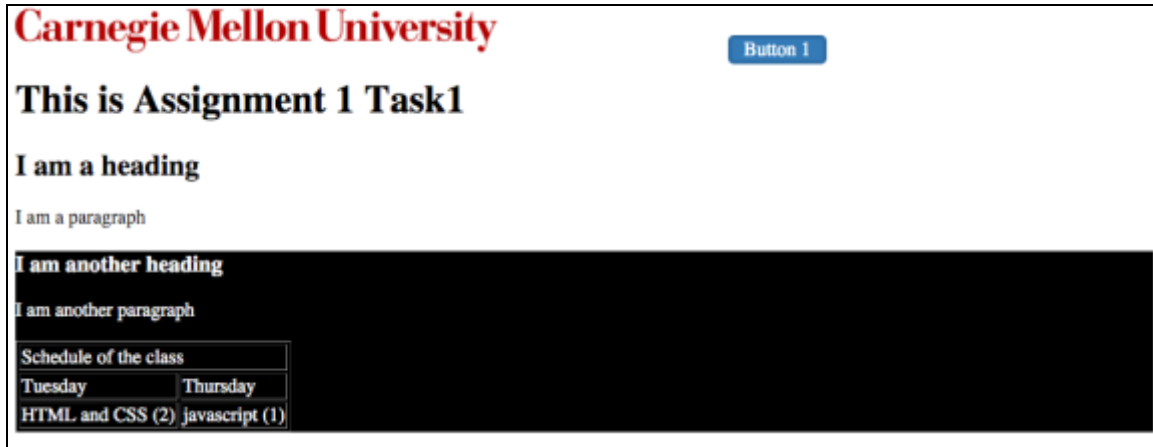 Carnegie Mellon University
Button 1
This is Assignment 1 Task1
I am a heading
I am a paragraph
I am another heading
I am another paragraph
Schedule of the class
Tuesday Thursday
HTML and CSS (2) javascript (1)